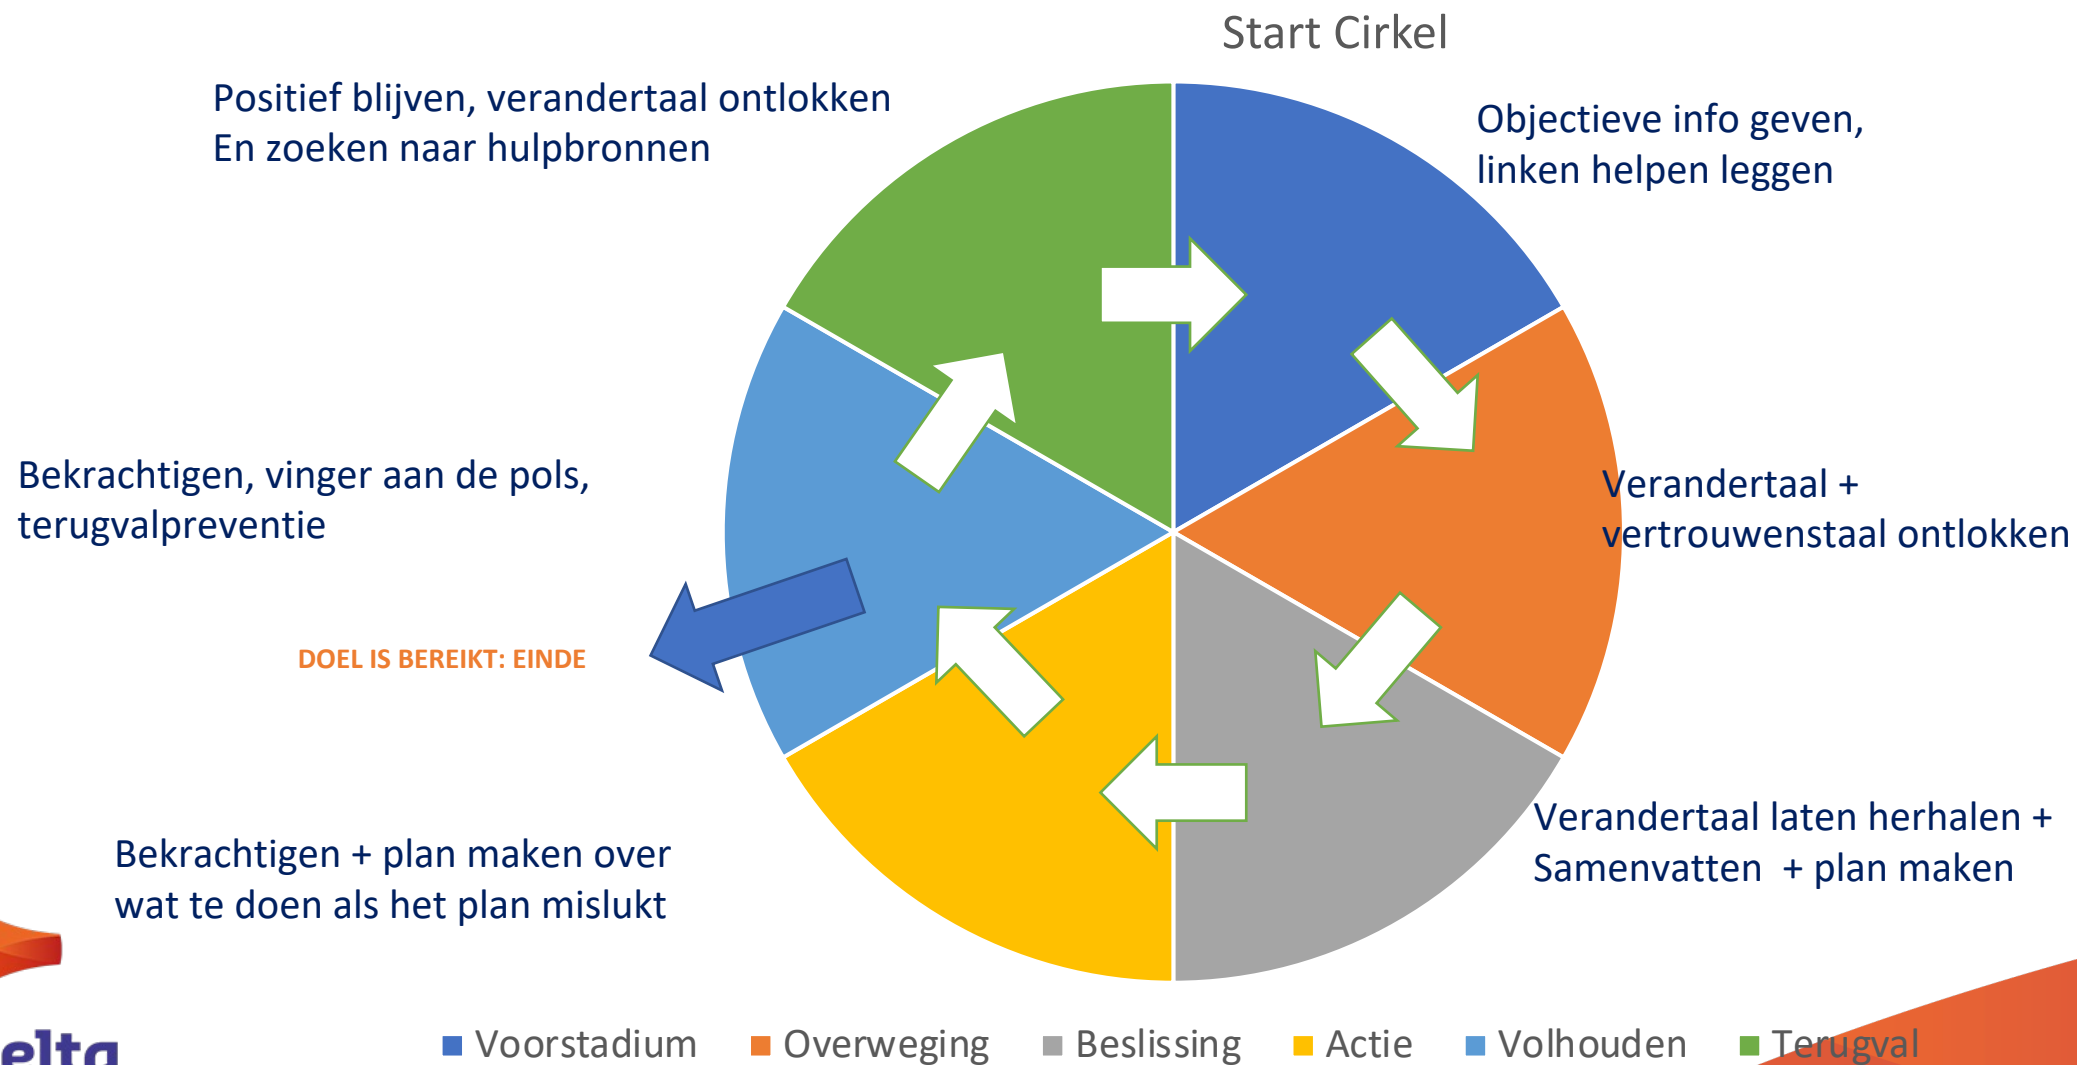 Start Cirkel
Positief blijven, verandertaal ontlokken
En zoeken naar hulpbronnen
Objectieve info geven,
linken helpen leggen
Bekrachtigen, vinger aan de pols,
terugvalpreventie
Verandertaal +
vertrouwenstaal ontlokken
DOEL IS BEREIKT: EINDE
Verandertaal laten herhalen +
Samenvatten + plan maken
Bekrachtigen + plan maken over
wat te doen als het plan mislukt
Voorstadium Overweging Beslissing Actie Volhouden Terugval
elta